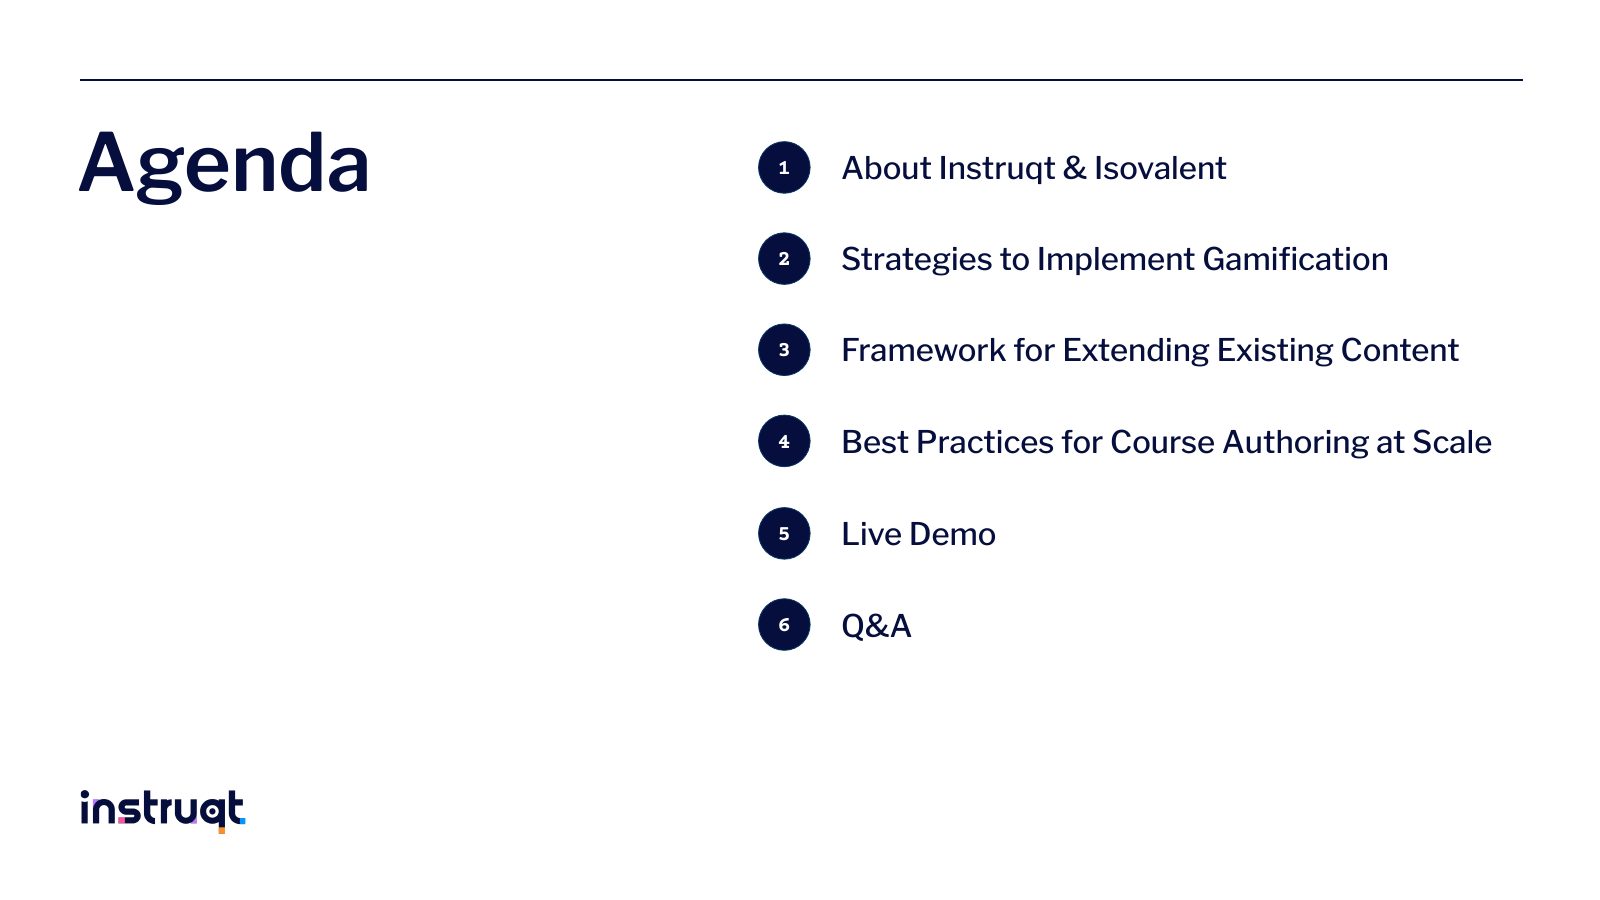 Agenda
1 About Instruqt & Isovalent
2 Strategies to Implement Gamification
3 Framework for Extending Existing Content
4 Best Practices for Course Authoring at Scale
5 Live Demo
6 Q&A
instruqt